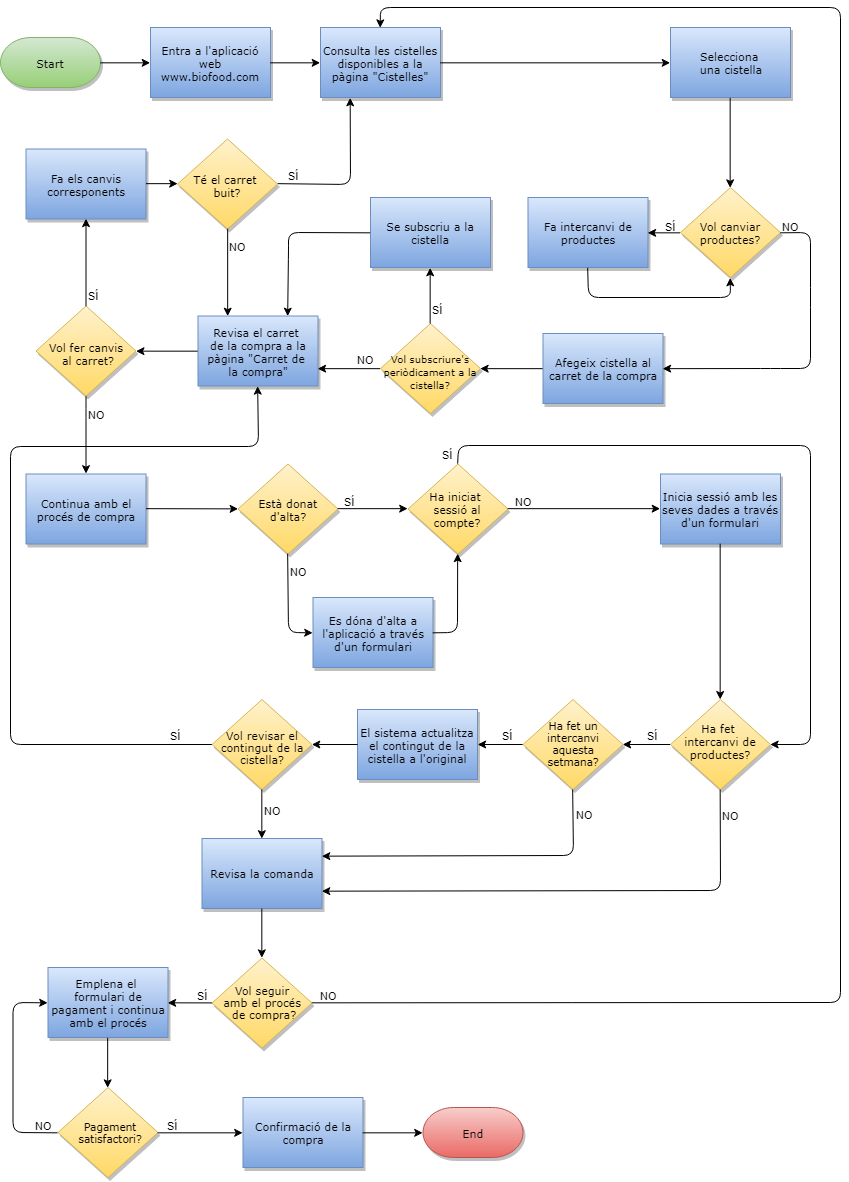 Start
Entra a l'aplicació
web
www.biofood.com
Consulta les cistelles
disponibles a la
pàgina "Cistelles"
Selecciona
una cistella
Fa els canvis
corresponents
Té el carret
buit?
SÍ
NO
Se subscriu a la
cistella
Fa intercanvi de
productes
SÍ
Vol canviar
productes?
NO
SÍ
Vol fer canvis
al carret?
NO
Revisa el carret
de la compra a la
pàgina "Carret de
la compra"
NO
SÍ
Vol subscriure's
periòdicament a la
cistella?
Afegeix cistella al
carret de la compra
Continua amb el
procés de compra
Està donat
d'alta?
SÍ
NO
SÍ
Ha iniciat
sessió al
compte?
NO
Inicia sessió amb les
seves dades a través
d'un formulari
Es dóna d'alta a
l'aplicació a través
d'un formulari
SÍ
Vol revisar el
contingut de la
cistella?
NO
El sistema actualitza
el contingut de la
cistella a l'original
SÍ
Ha fet un
intercanvi
aquesta
setmana?
NO
SÍ
Ha fet
intercanvi de
productes?
NO
Revisa la comanda
Emplena el
formulari de
pagament i continua
amb el procés
SÍ
Vol seguir
amb el procés
de compra?
NO
NO
Pagament
satisfactori?
SÍ
Confirmació de la
compra
End